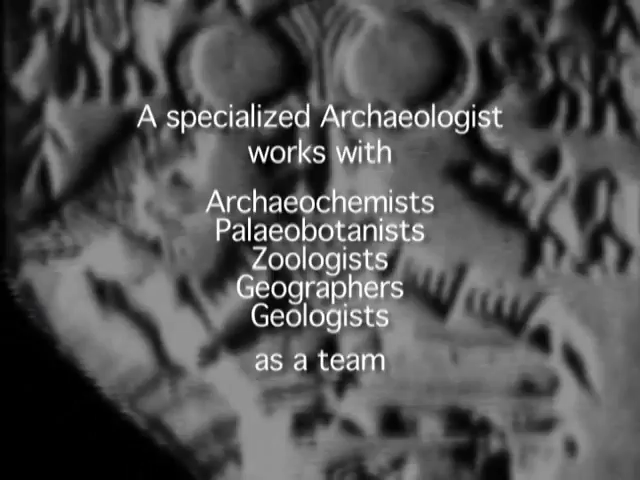 A specialized Archaeologist
works with
Archaeochemists
Palaeobotanists
Zoologists
Geographers
Geologists
as a team